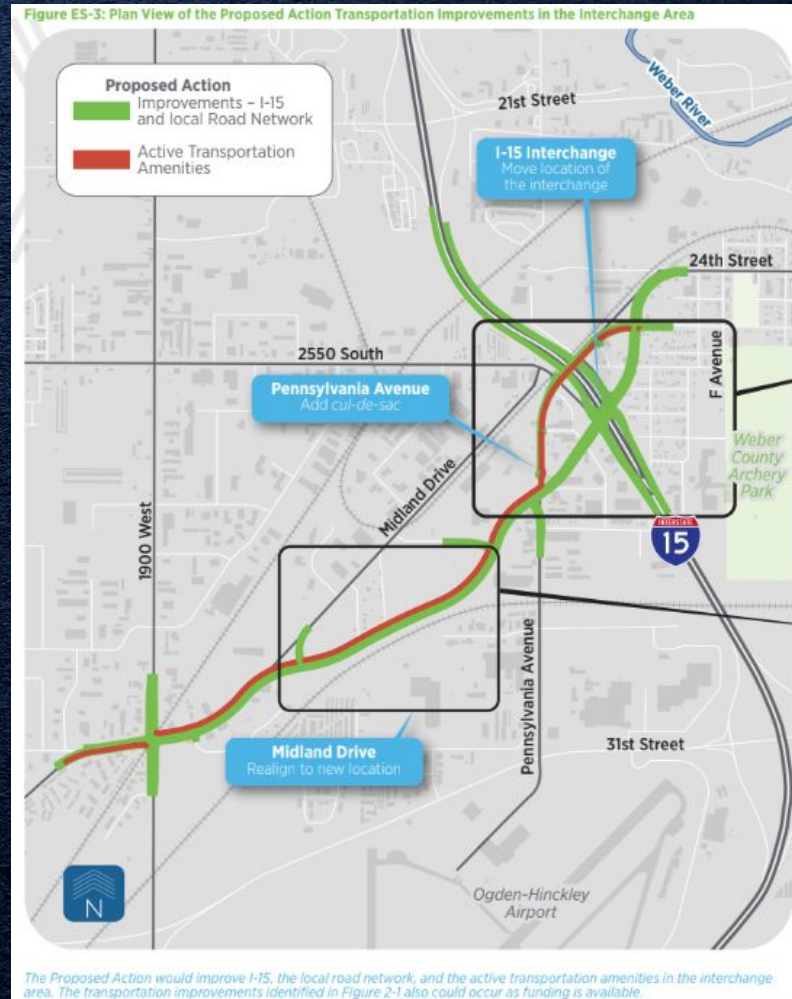 Figure ES-3: Plan View of the Proposed Action Transportation Improvements in the Interchange Area
Proposed Action
Improvements – I-15
and local Road Network
Active Transportation
Amenities
21st Street
Weber River
I-15 Interchange
Move location of
the interchange
24th Street
2550 South
F Avenue
Pennsylvania Avenue
Add cul-de-sac
Weber
County
Archery
Park
Midland Drive
1900 West
INTERSTATE
15
Pennsylvania Avenue
31st Street
Midland Drive
Realign to new location
N
Ogden-Hinckley
Airport
The Proposed Action would improve I-15, the local road network, and the active transportation amenities in the interchange
area. The transportation improvements identified in Figure 2-1 also could occur as funding is available.